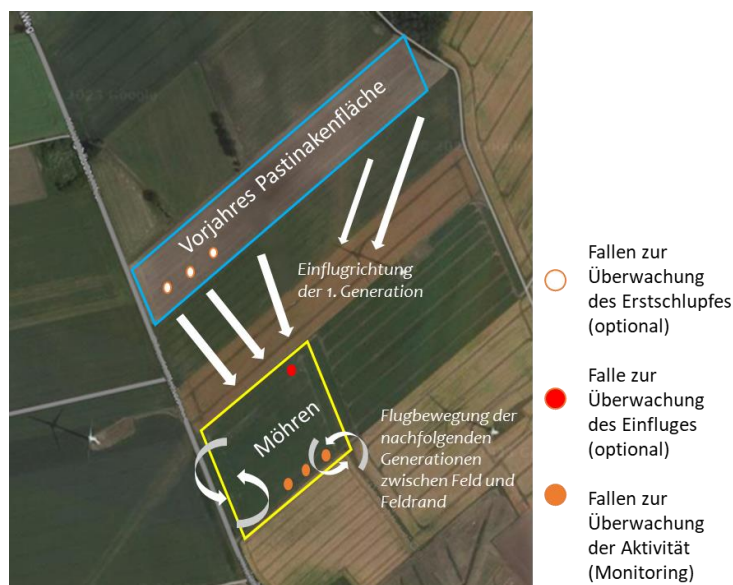 Vorjahres Pastinakenfläche
Einflugrichtung
der 1. Generation
Möhren
Flugbewegung der
nachfolgenden
Generationen
zwischen Feld und
Feldrand
Fallen zur
Überwachung
des Erstschlupfes
(optional)
Falle zur
Überwachung
des Einfluges
(optional)
Fallen zur
Überwachung
der Aktivität
(Monitoring)